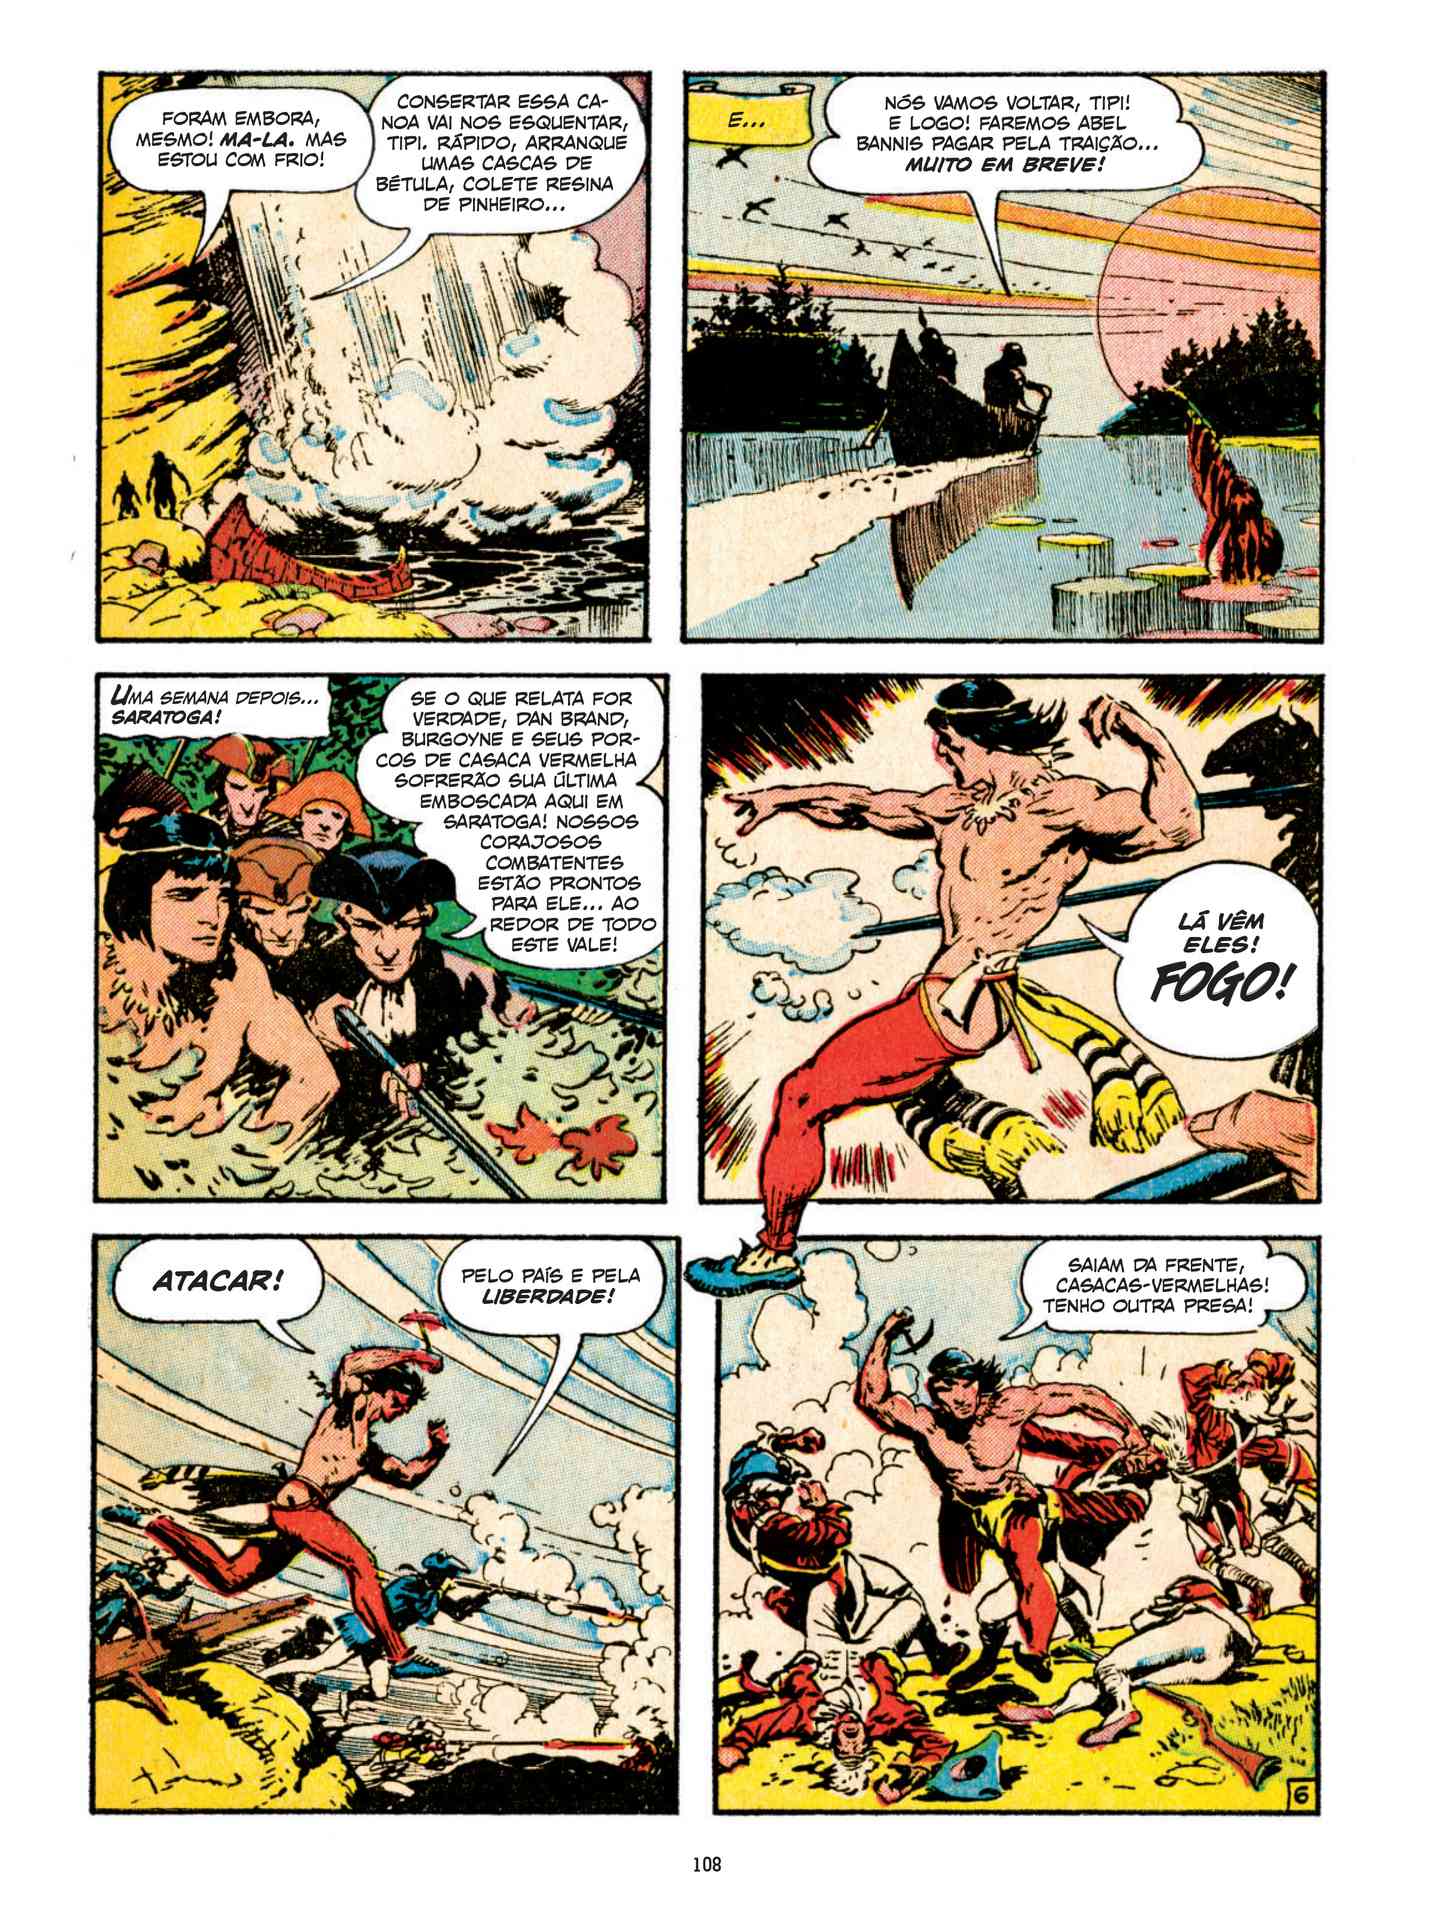 FORAM EMBORA,
MESMO! MA-LA. MAS
ESTOU COM FRIO!
CONSERTAR ESSA CA-
NOA VAI NOS ESQUENTAR,
TIPI. RÁPIDO, ARRANQUE
UMAS CASCAS DE
BÉTULA, COLETE RESINA
DE PINHEIRO...
E...
NÓS VAMOS VOLTAR, TIPI!
E LOGO! FAREMOS ABEL
BANNIS PAGAR PELA TRAIÇÃO...
MUITO EM BREVE!
UMA SEMANA DEPOIS...
SARATOGA!
SE O QUE RELATA FOR
VERDADE, DAN BRAND,
BURGOYNE E SEUS POR-
COS DE CASACA VERMELHA
SOFRERÃO SUA ÚLTIMA
EMBOSCADA AQUI EM
SARATOGA! NOSSOS
CORAJOSOS
COMBATENTES
ESTÃO PRONTOS
PARA ELE... AO
REDOR DE TODO
ESTE VALE!
LÁ VÊM
ELES!
FOGO!
ATACAR!
PELO PAÍS E PELA
LIBERDADE!
SAIAM DA FRENTE,
CASACAS-VERMELHAS!
TENHO OUTRA PRESA!
6
108